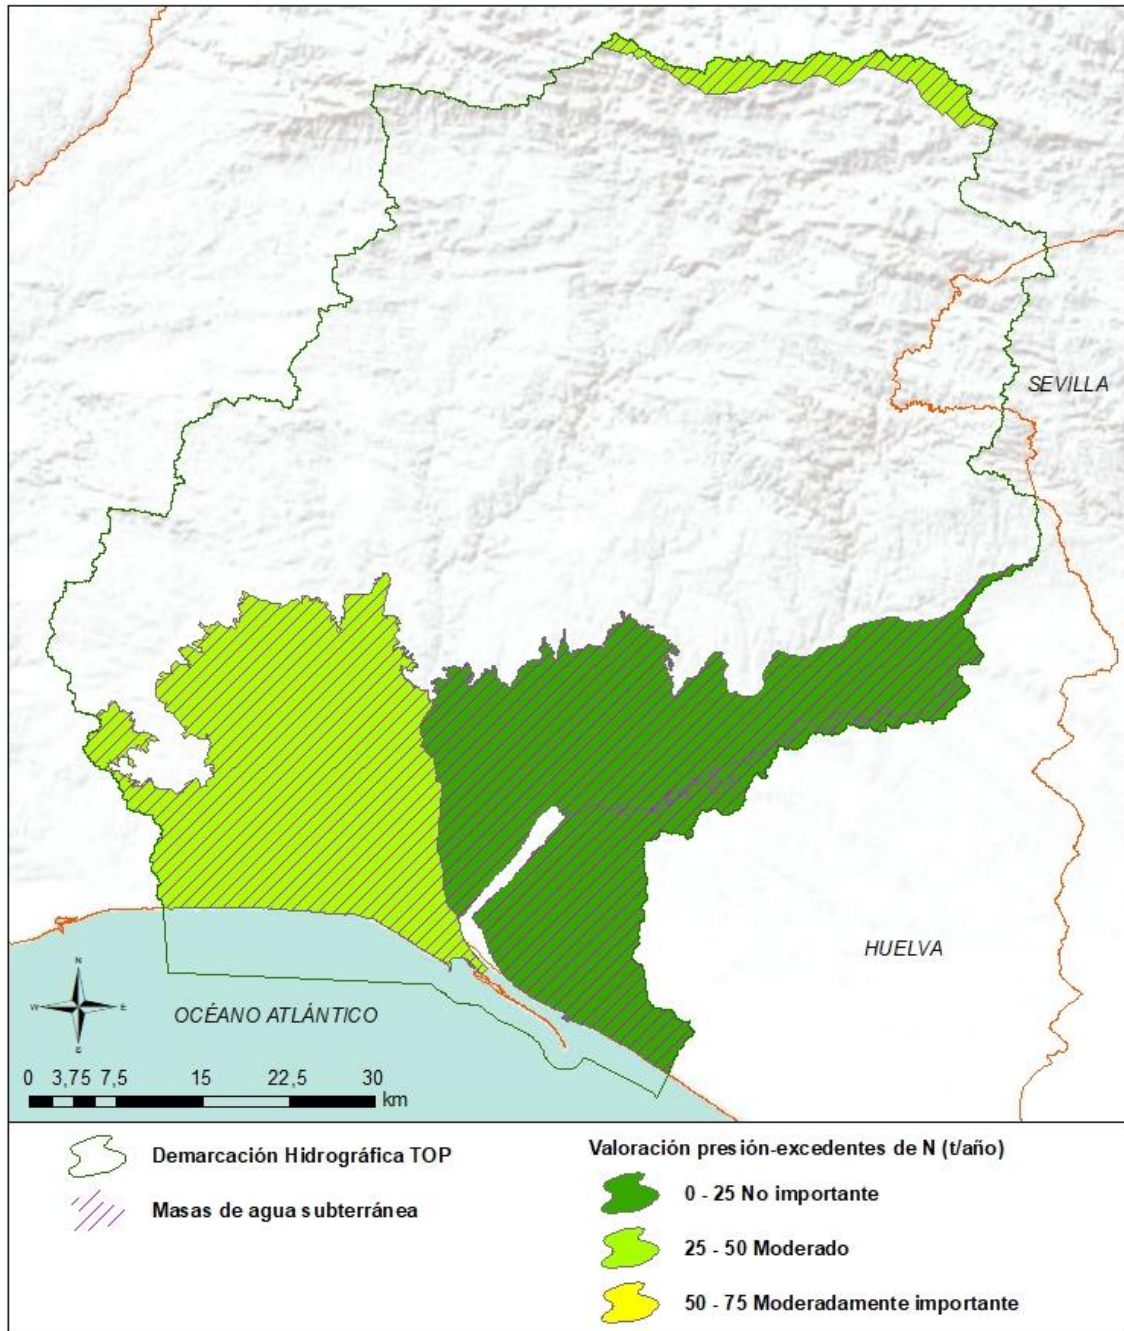 SEVILLA
HUELVA
N
W E
S
OCÉANO ATLÁNTICO
0 3,75 7,5 15 22,5 30
km
Demarcación Hidrográfica TOP
Masas de agua subterránea
Valoración presión-excedentes de N (t/año)
0 - 25 No importante
25 - 50 Moderado
50 - 75 Moderadamente importante